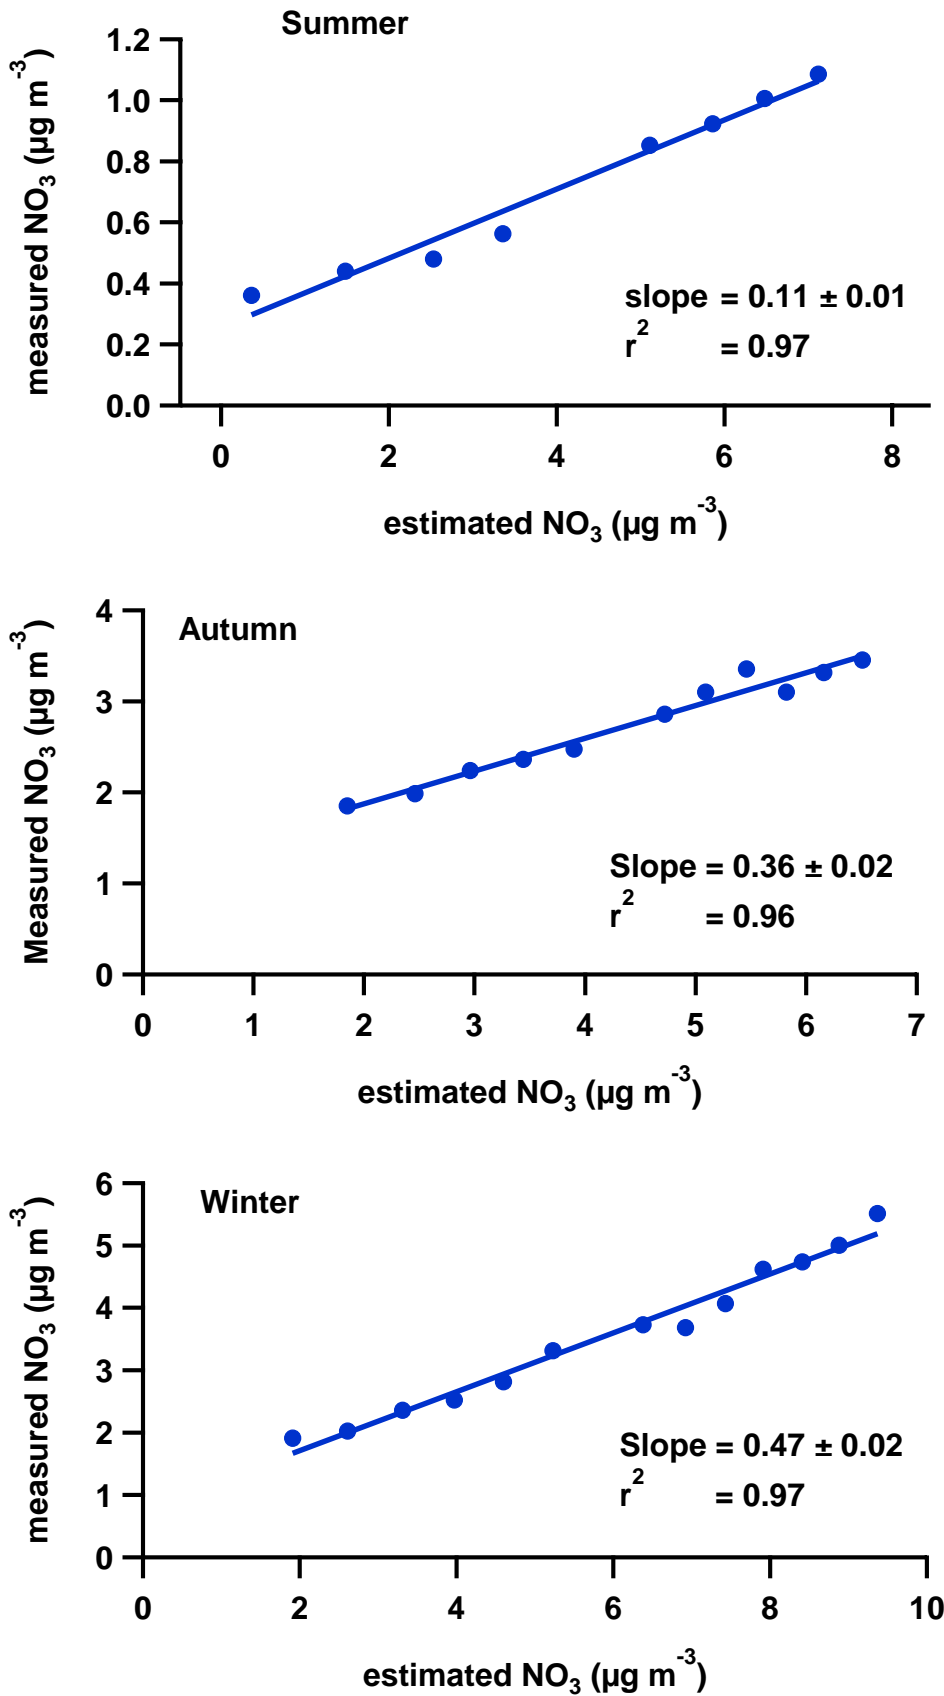 Summer
measured NO3 (µg m-3)
1.2
1.0
0.8
0.6
0.4
0.2
0.0
slope = 0.11 ± 0.01
r2 = 0.97
0 2 4 6 8
estimated NO3 (µg m-3)
Autumn
Measured NO3 (µg m-3)
4
3
2
1
0
Slope = 0.36 ± 0.02
r2 = 0.96
0 1 2 3 4 5 6 7
estimated NO3 (µg m-3)
Winter
measured NO3 (µg m-3)
6
5
4
3
2
1
0
Slope = 0.47 ± 0.02
r2 = 0.97
0 2 4 6 8 10
estimated NO3 (µg m-3)